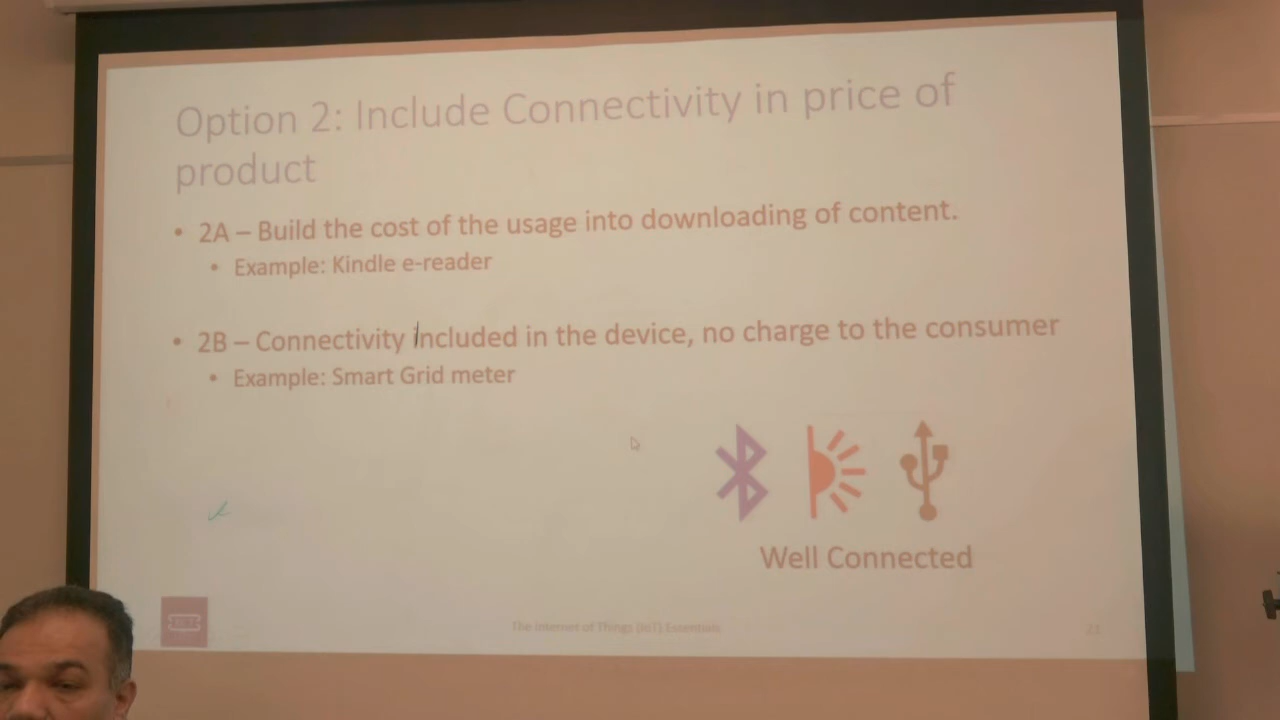 Option 2: Include Connectivity in price of
product
• 2A – Build the cost of the usage into downloading of content.
• Example: Kindle e-reader
• 2B – Connectivity included in the device, no charge to the consumer
• Example: Smart Grid meter
Well Connected
The Internet of Things (IoT) Essentials